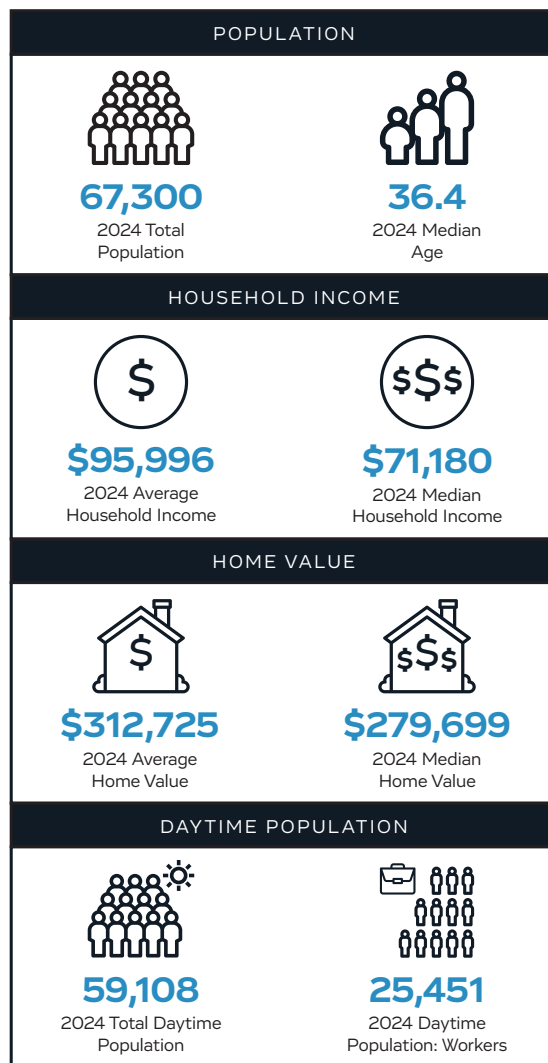 POPULATION
67,300
2024 Total
Population
36.4
2024 Median
Age
HOUSEHOLD INCOME
$
$95,996
2024 Average
Household Income
$$$
$71,180
2024 Median
Household Income
HOME VALUE
$
$312,725
2024 Average
Home Value
$$$
$279,699
2024 Median
Home Value
DAYTIME POPULATION
59,108
2024 Total Daytime
Population
25,451
2024 Daytime
Population: Workers